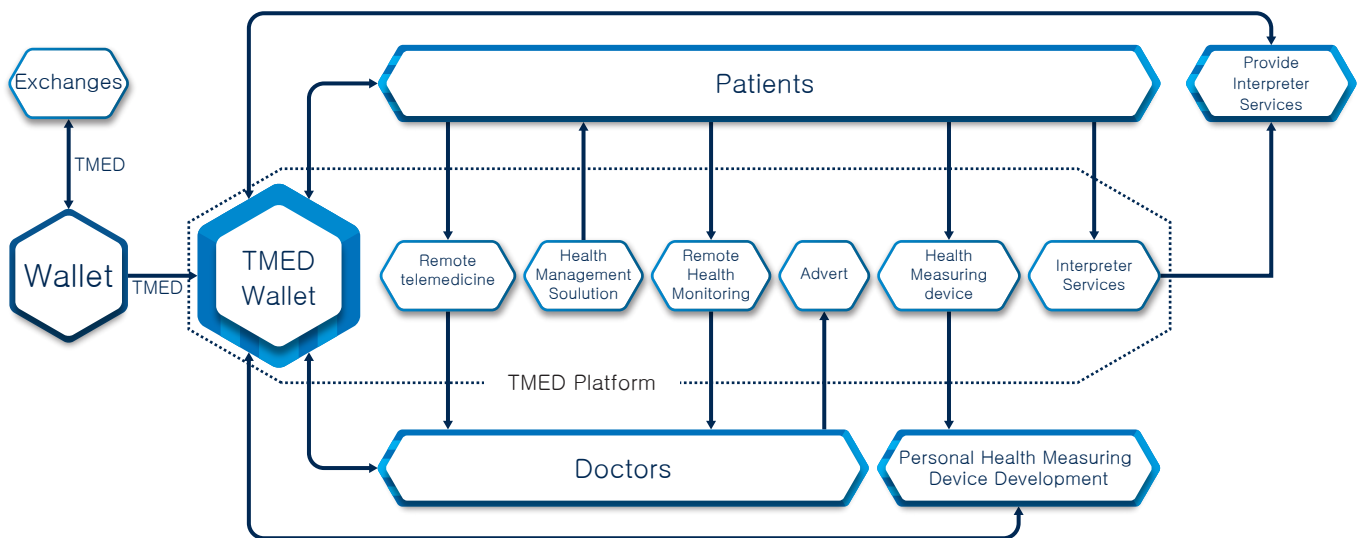 Exchanges
Patients
Provide
Interpreter
Services
TMED
Wallet
TMED
TMED
Wallet
Remote
telemedicine
Health
Management
Soulution
Remote
Health
Monitoring
Advert
Health
Measuring
device
Interpreter
Services
TMED Platform
Doctors
Personal Health Measuring
Device Development